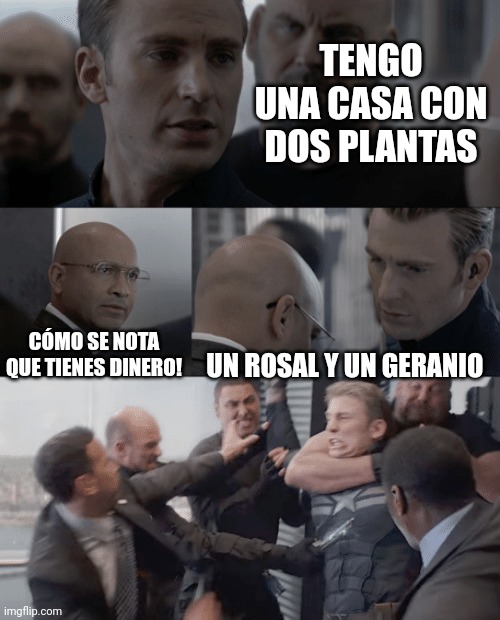 TENGO
UNA CASA CON
DOS PLANTAS
CÓMO SE NOTA
QUE TIENES DINERO!
UN ROSAL Y UN GERANIO
imgflip.com